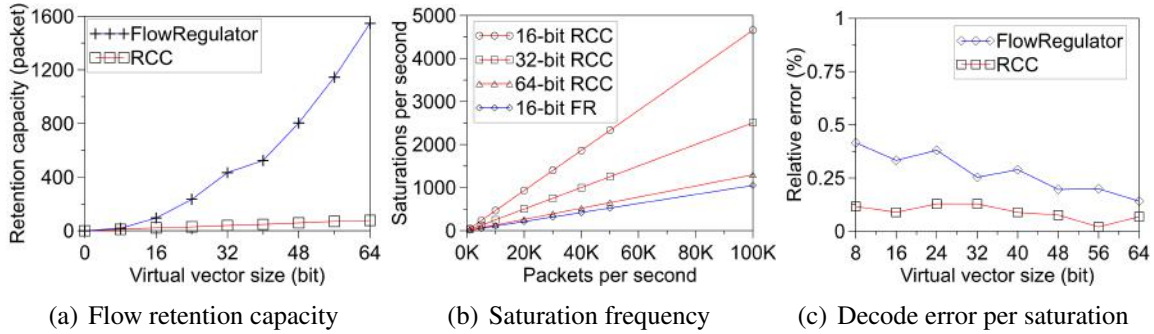 1600
1200
800
400
0
0
16
32
48
64
Retention capacity (packet)
Virtual vector size (bit)
FlowRegulator
RCC
(a) Flow retention capacity
5000
4000
3000
2000
1000
0
0K
20K
40K
60K
80K
100K
Saturations per second
Packets per second
16-bit RCC
32-bit RCC
64-bit RCC
16-bit FR
(b) Saturation frequency
1
0.75
0.5
0.25
0
8
16
24
32
40
48
56
64
Relative error (%)
Virtual vector size (bit)
FlowRegulator
RCC
(c) Decode error per saturation